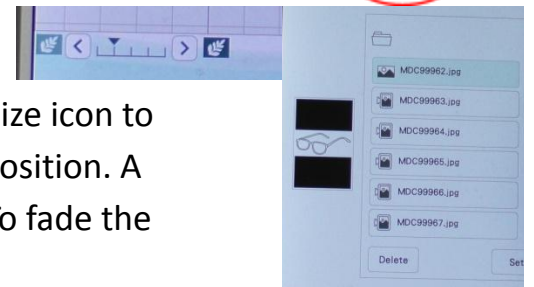 MDC99962.jpg
MDC99963.jpg
ize icon to
MDC99964.jpg
osition. A
MDC99965.jpg
o fade the
MDC99966.jpg
MDC99967.jpg
Delete